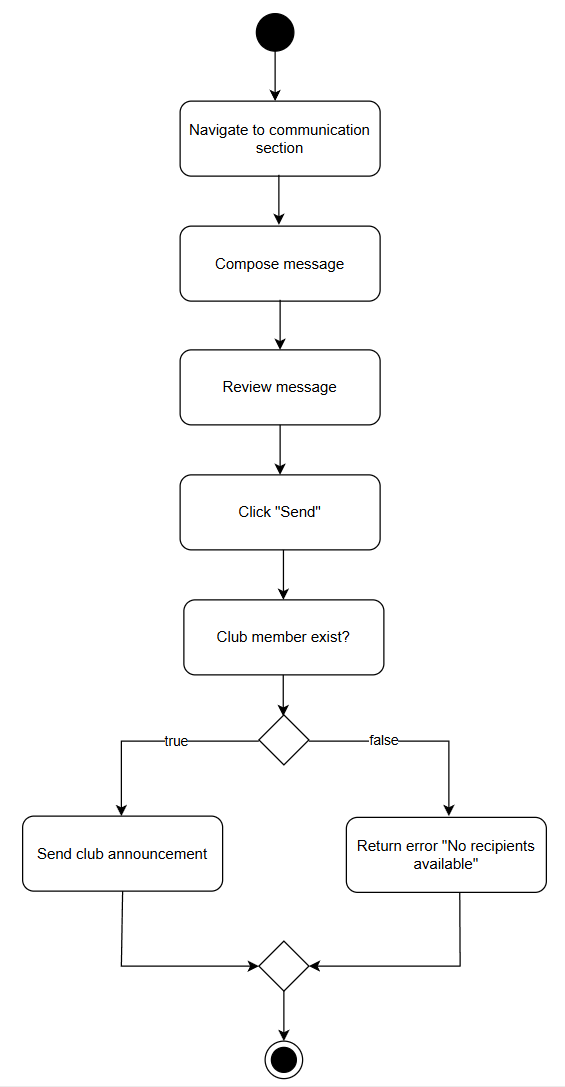 Navigate to communication
section
Compose message
Review message
Click "Send"
Club member exist?
true
false
Send club announcement
Return error "No recipients
available"